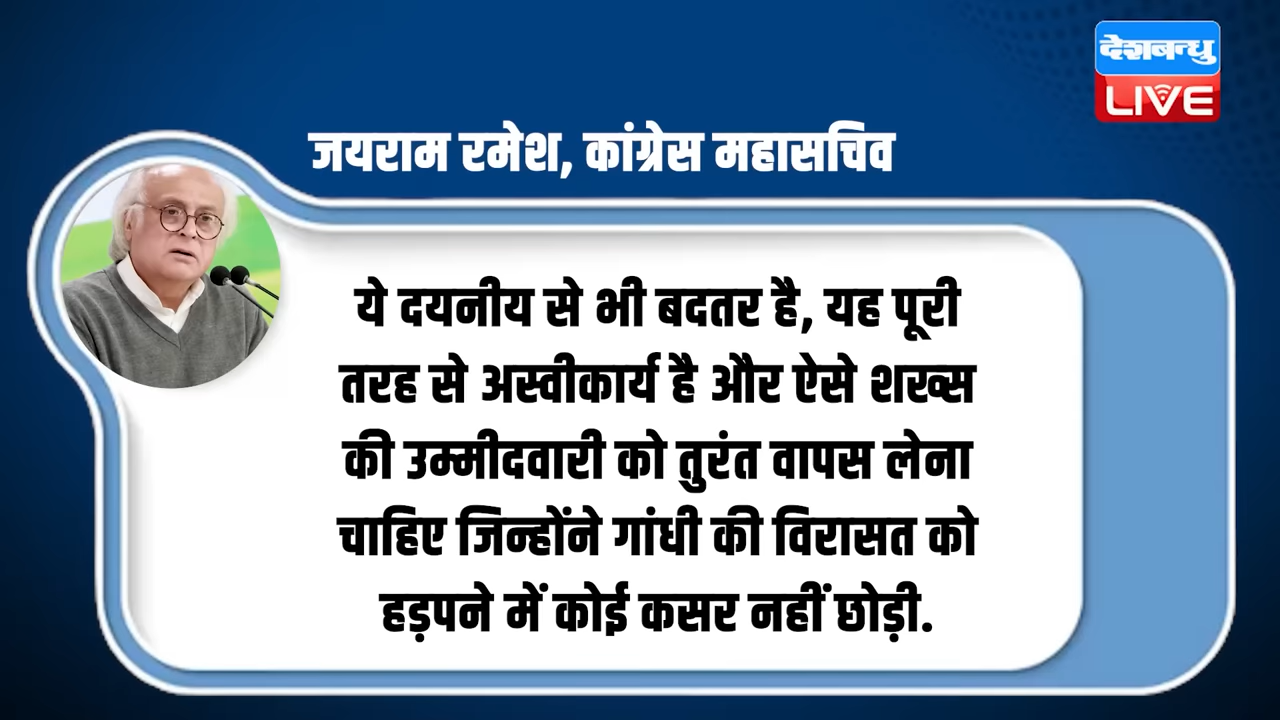 देशबन्धु
LIVE
जयराम रमेश, कांग्रेस महासचिव
ये दयनीय से भी बदतर है, यह पूरी
तरह से अस्वीकार्य है और ऐसे शख्स
की उम्मीदवारी को तुरंत वापस लेना
चाहिए जिन्होंने गांधी की विरासत को
हड़पने में कोई कसर नहीं छोड़ी.